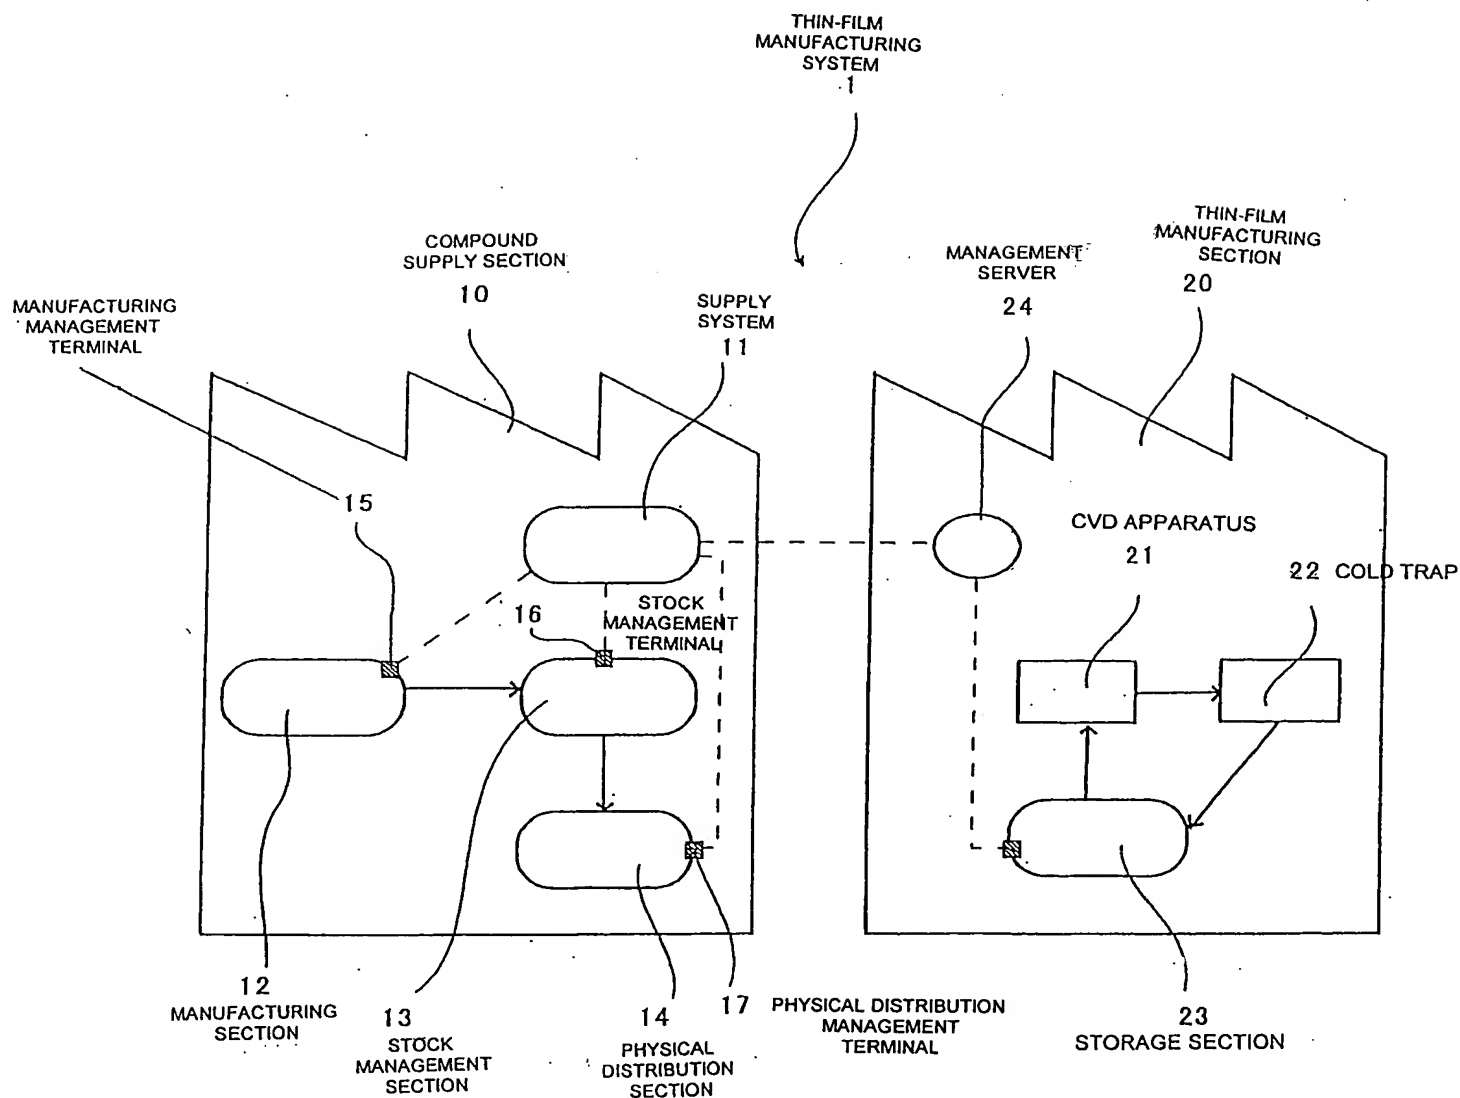 THIN-FILM
MANUFACTURING
SYSTEM
1
COMPOUND
SUPPLY SECTION
10
MANUFACTURING
MANAGEMENT
TERMINAL
15
SUPPLY
SYSTEM
11
MANAGEMENT
SERVER
24
THIN-FILM
MANUFACTURING
SECTION
20
CVD APPARATUS
21
22 COLD TRAP
16
STOCK
MANAGEMENT
TERMINAL
12
MANUFACTURING
SECTION
13
STOCK
MANAGEMENT
SECTION
14
PHYSICAL
DISTRIBUTION
SECTION
17
PHYSICAL DISTRIBUTION
MANAGEMENT
TERMINAL
23
STORAGE SECTION